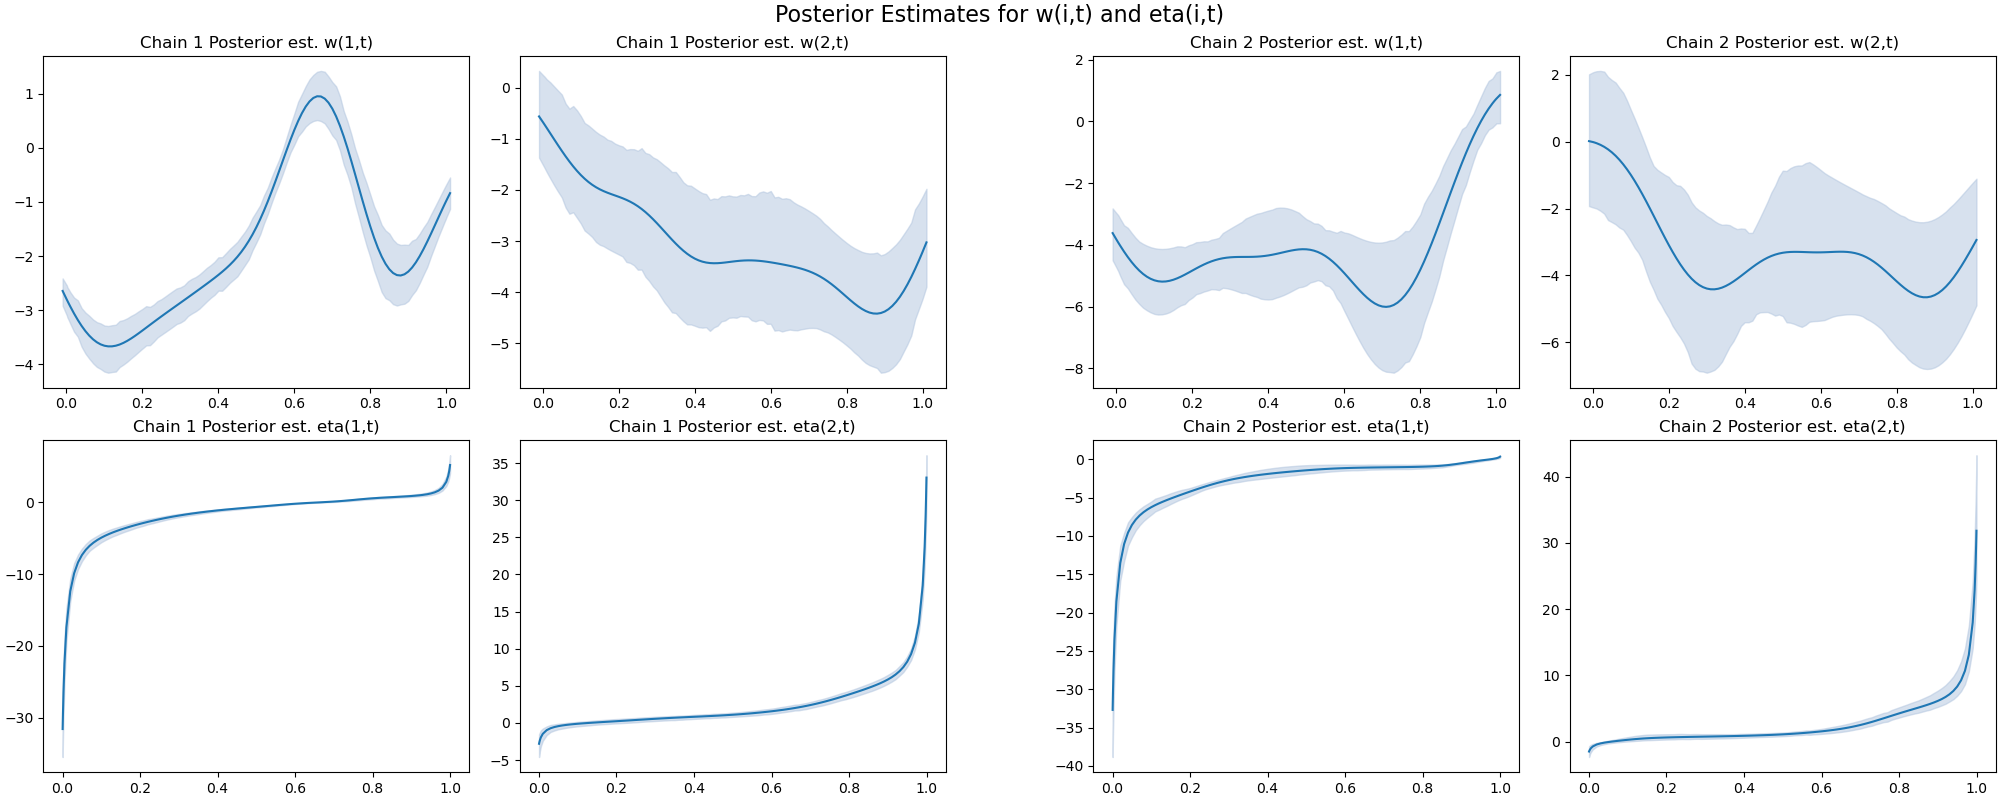 Posterior Estimates for w(i,t) and eta(i,t)
Chain 1 Posterior est. w(1,t)
1
0
−1
−2
−3
−4
0.0 0.2 0.4 0.6 0.8 1.0
Chain 1 Posterior est. w(2,t)
0
−1
−2
−3
−4
−5
0.0 0.2 0.4 0.6 0.8 1.0
Chain 2 Posterior est. w(1,t)
2
0
−2
−4
−6
−8
0.0 0.2 0.4 0.6 0.8 1.0
Chain 2 Posterior est. w(2,t)
2
0
−2
−4
−6
0.0 0.2 0.4 0.6 0.8 1.0
Chain 1 Posterior est. eta(1,t)
0
−10
−20
−30
0.0 0.2 0.4 0.6 0.8 1.0
Chain 1 Posterior est. eta(2,t)
35
30
25
20
15
10
5
0
−5
0.0 0.2 0.4 0.6 0.8 1.0
Chain 2 Posterior est. eta(1,t)
0
−5
−10
−15
−20
−25
−30
−35
−40
0.0 0.2 0.4 0.6 0.8 1.0
Chain 2 Posterior est. eta(2,t)
40
30
20
10
0
0.0 0.2 0.4 0.6 0.8 1.0